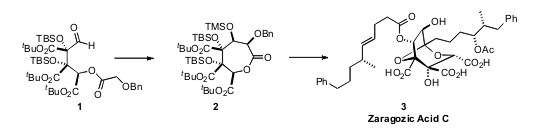 TBSO
CHO
H
ᵗBuO₂C
TBSO
ᵗBuO₂C
O
ᵗBuO₂C
O
OBn
1
TMSO
TBSO
OBn
ᵗBuO₂C
TBSO
O
ᵗBuO₂C
O
ᵗBuO₂C
2
O
OH
Ph
O
OAc
O
O
HO₂C
CO₂H
CO₂H
OH
Ph
3
Zaragozic Acid C